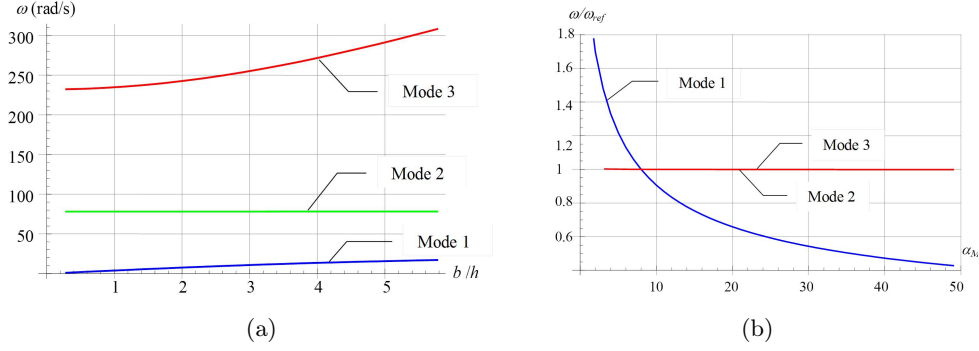 ω (rad/s)
300
250
200
150
100
50
Mode 3
Mode 2
Mode 1
1
2
3
4
5
b/h
(a)
ω/ω_ref
1.8
1.6
1.4
1.2
1
0.8
0.6
Mode 1
Mode 3
Mode 2
10
20
30
40
50
α_M
(b)